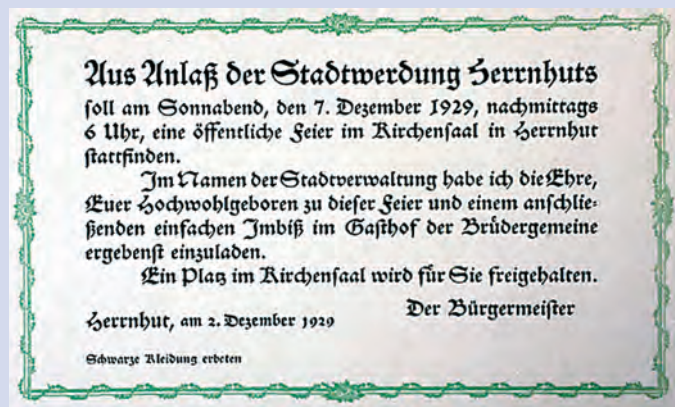 Aus Anlaß der Stadtwerdung Herrnhuts
soll am Sonnabend, den 7. Dezember 1929, nachmittags
6 Uhr, eine öffentliche Feier im Kirchensaal in Herrnhut
stattfinden.
Im Namen der Stadtverwaltung habe ich die Ehre,
Euer Hochwohlgeboren zu dieser Feier und einem anschlie-
ßenden einfachen Imbiß im Gasthof der Brüdergemeine
ergebenst einzuladen.
Ein Platz im Kirchensaal wird für Sie freigehalten.
Der Bürgermeister
Herrnhut, am 2. Dezember 1929
Schwarze Kleidung erbeten